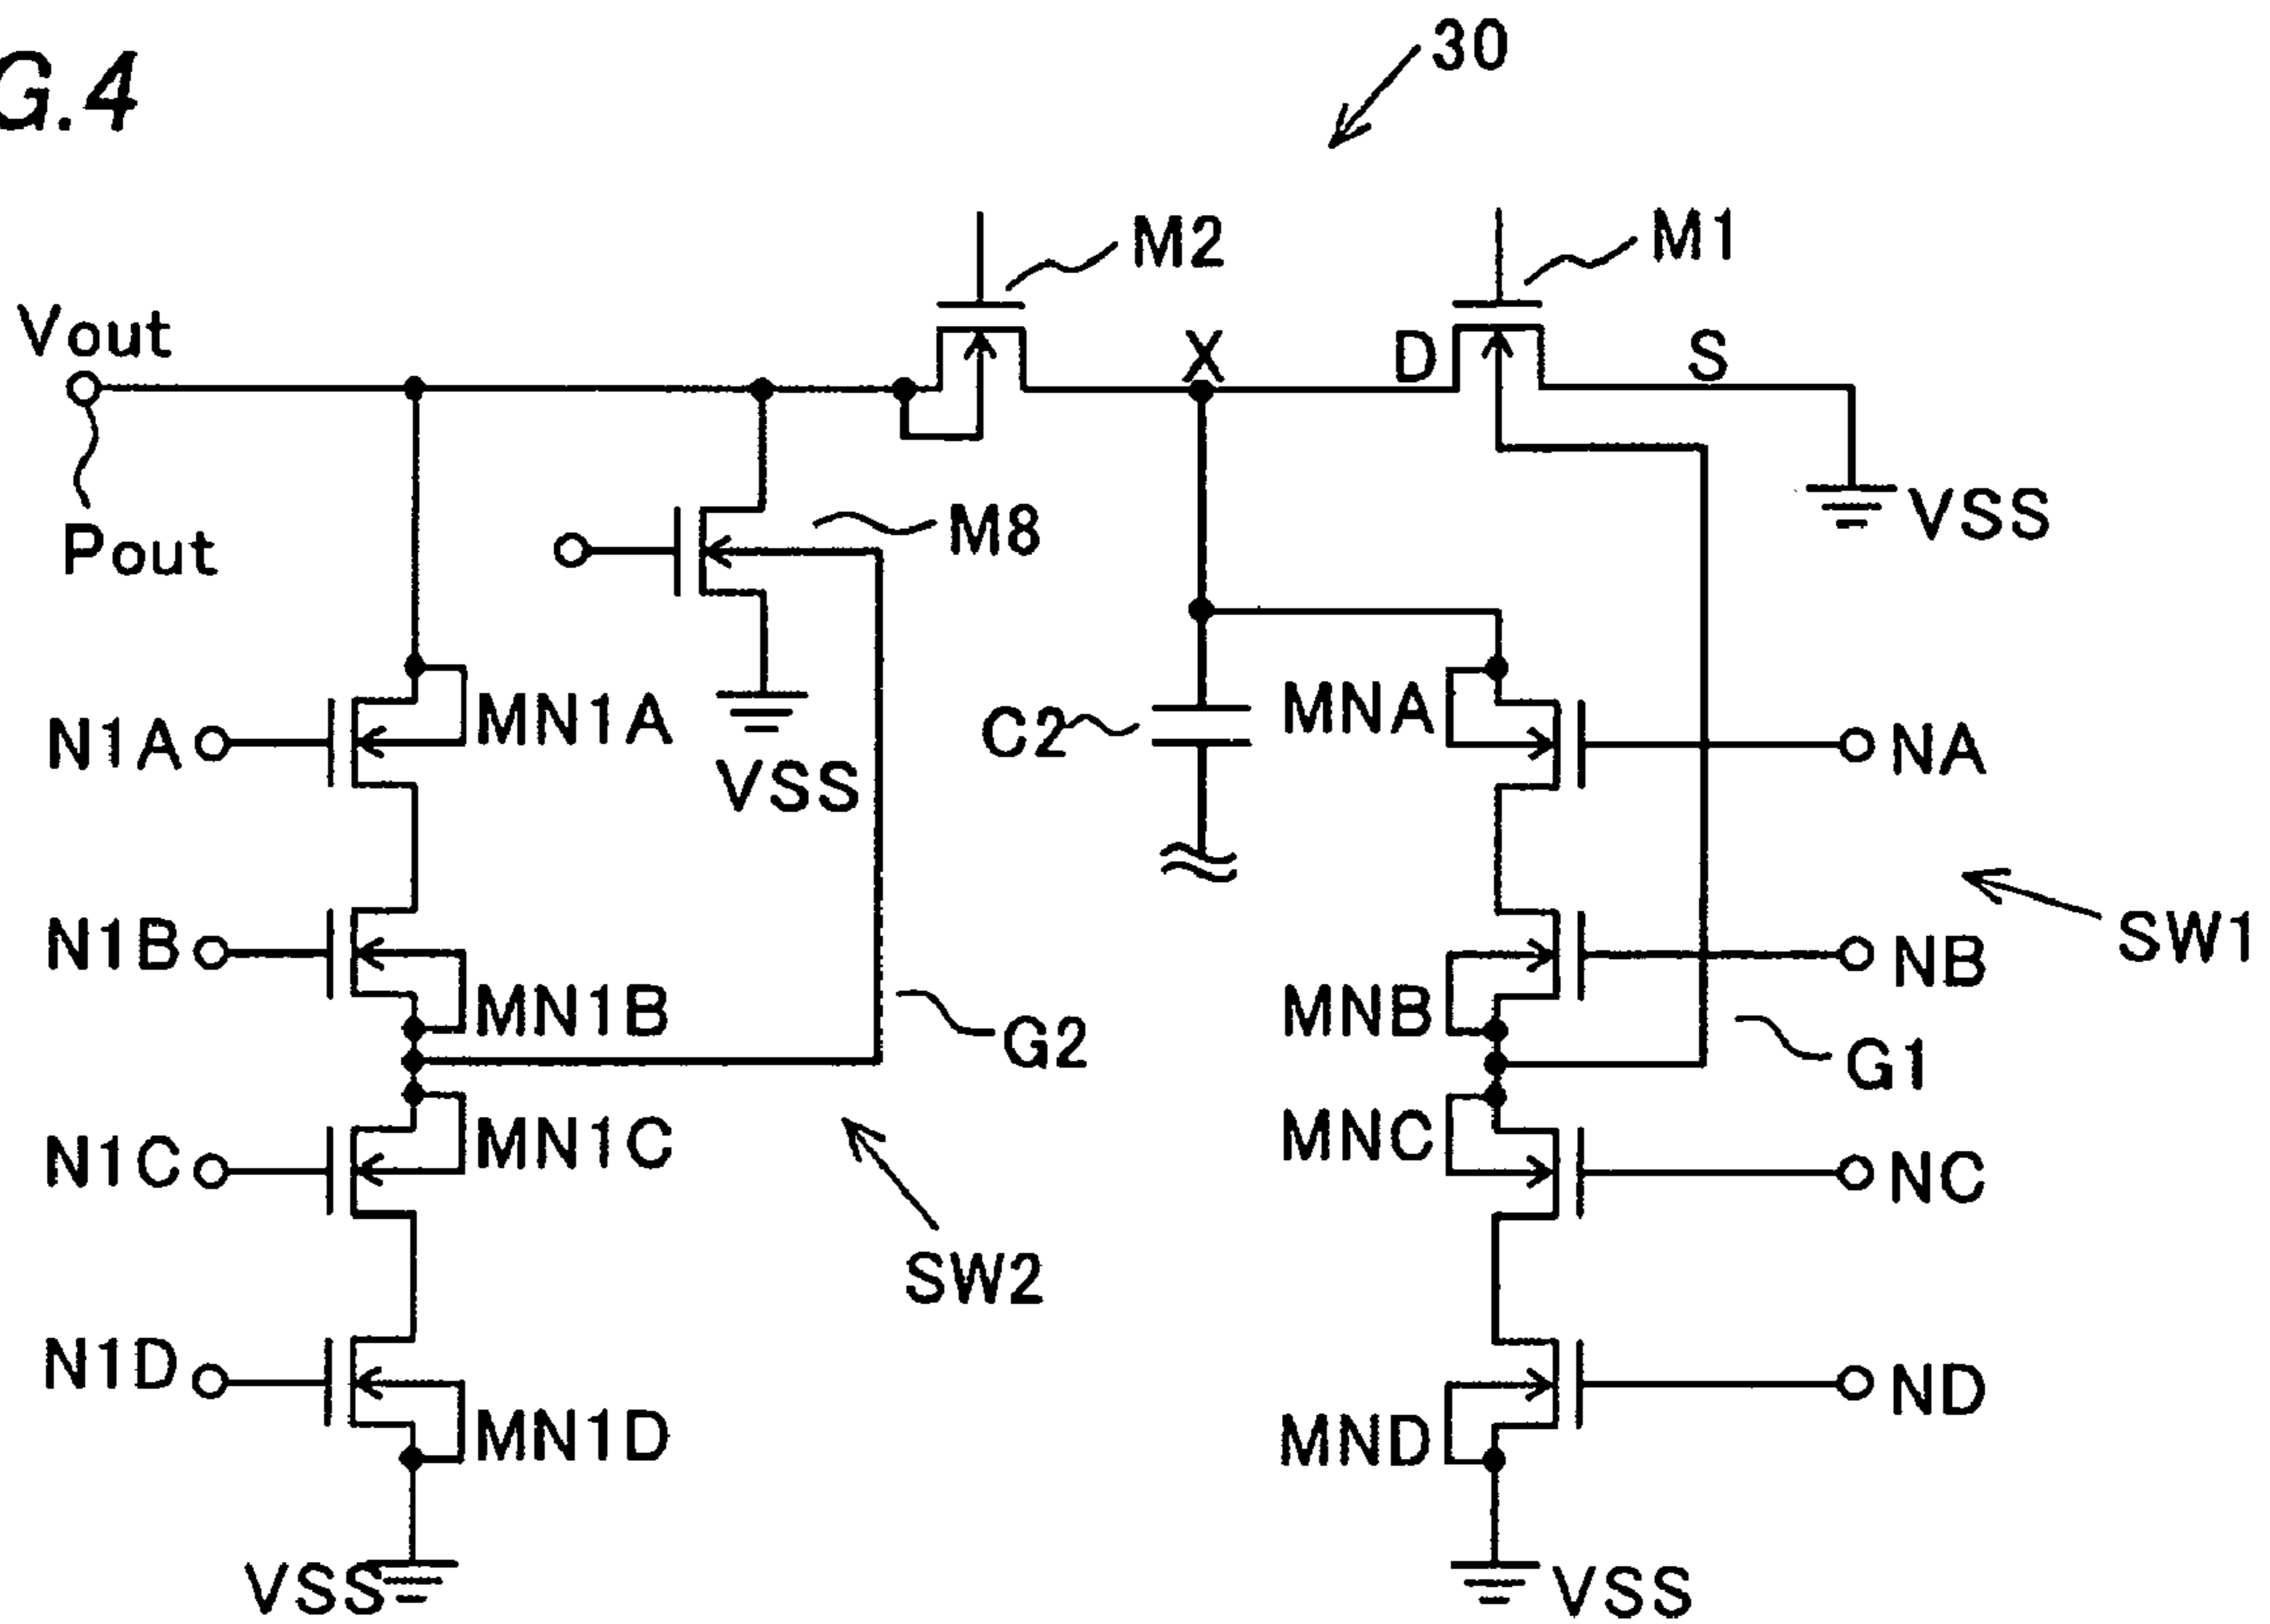 G.4
30
M2
M1
Vout
X
D
S
Pout
M8
VSS
N1A
MN1A
VSS
C2
MNA
NA
N1B
MN1B
G2
MNB
NB
SW1
G1
N1C
MN1C
MNC
NC
SW2
N1D
MN1D
MND
ND
VSS
VSS